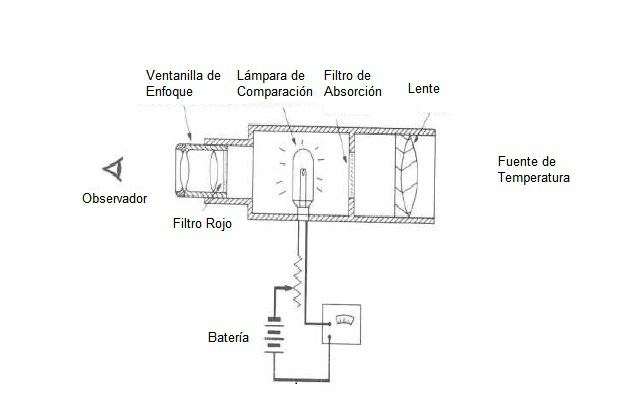 Ventanilla de
Enfoque
Lámpara de
Comparación
Filtro de
Absorción
Lente
Fuente de
Temperatura
Observador
Filtro Rojo
Batería